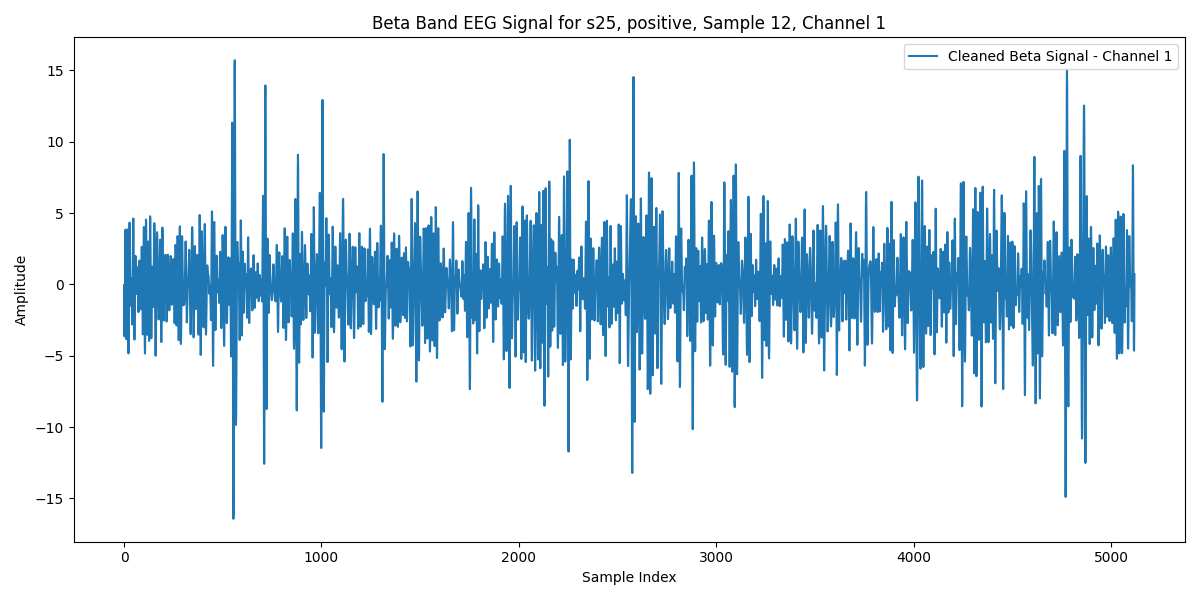 Beta Band EEG Signal for s25, positive, Sample 12, Channel 1
Cleaned Beta Signal - Channel 1
15
10
5
0
−5
−10
−15
Amplitude
0 1000 2000 3000 4000 5000
Sample Index